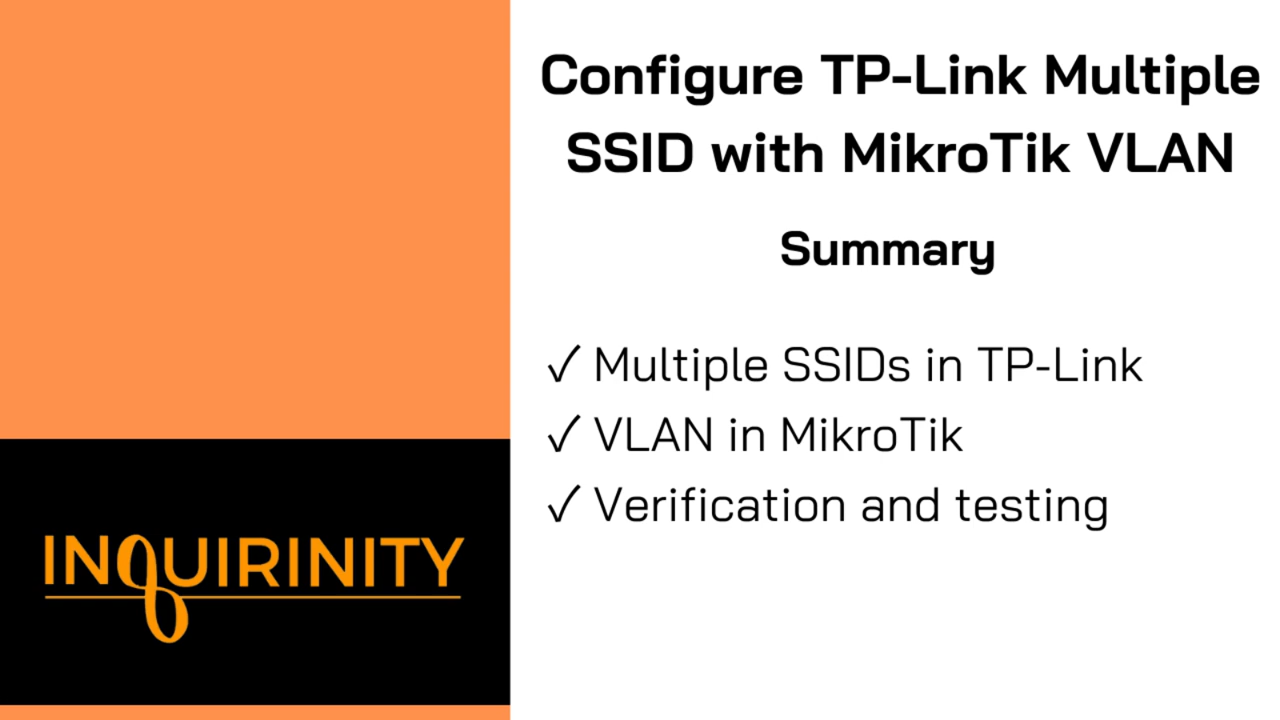 Configure TP-Link Multiple
SSID with MikroTik VLAN
Summary
✓ Multiple SSIDs in TP-Link
✓ VLAN in MikroTik
✓ Verification and testing
INQUIRINITY